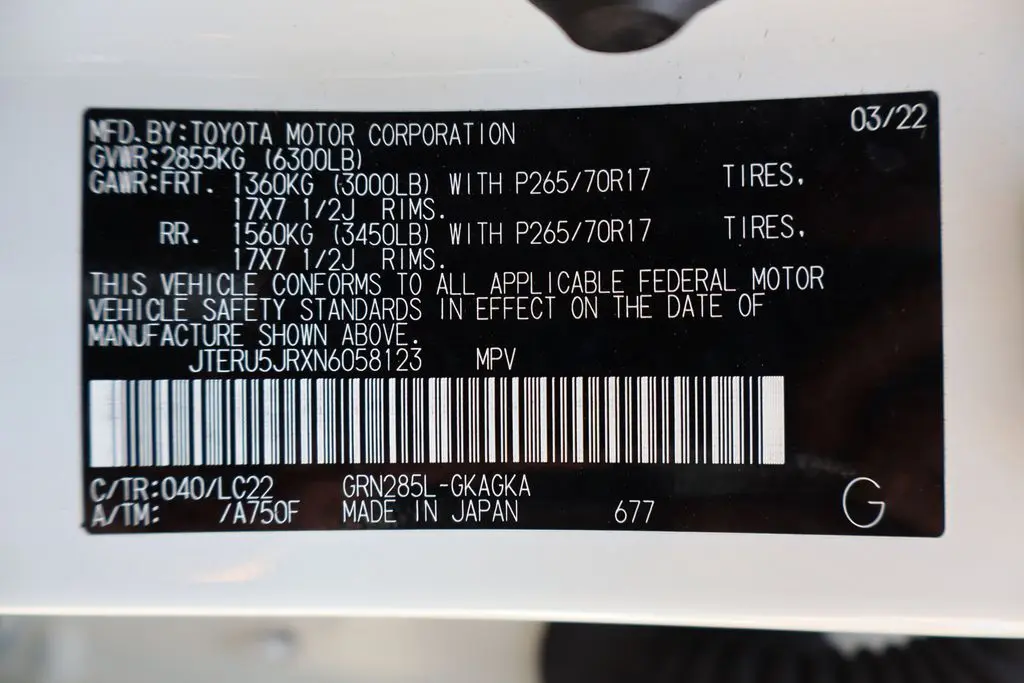 03/22
MFD.BY:TOYOTA MOTOR CORPORATION
GVWR:2855KG (6300LB)
GAWR:FRT. 1360KG (3000LB) WITH P265/70R17 TIRES,
17X7 1/2J RIMS.
RR. 1560KG (3450LB) WITH P265/70R17 TIRES,
17X7 1/2J RIMS.
THIS VEHICLE CONFORMS TO ALL APPLICABLE FEDERAL MOTOR
VEHICLE SAFETY STANDARDS IN EFFECT ON THE DATE OF
MANUFACTURE SHOWN ABOVE.
JTERU5JRXN6058123 MPV
C/TR:040/LC22 GRN285L-GKAGKA
A/TM: /A750F MADE IN JAPAN 677 G